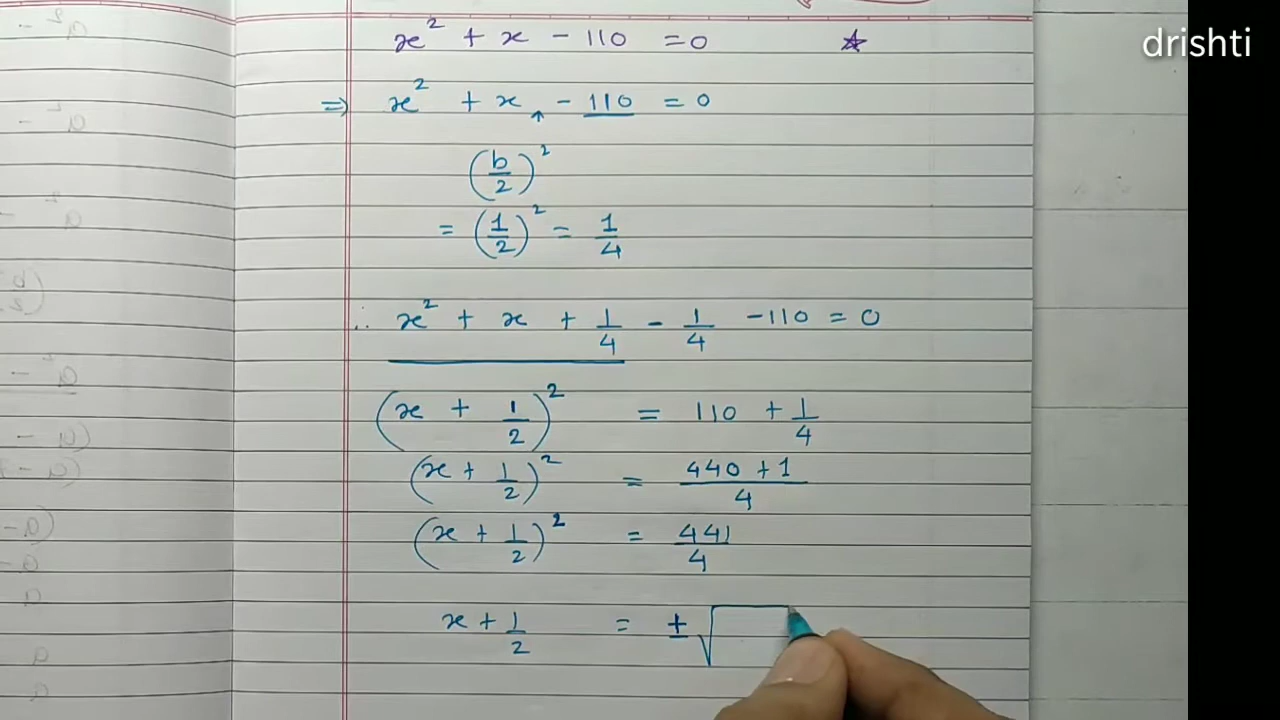 drishti
x² + x - 110 = 0 ☆
⇒ x² + x - 110 = 0
↑
(b/2)²
= (1/2)² = 1/4
∴ x² + x + 1/4 - 1/4 - 110 = 0
(x + 1/2)² = 110 + 1/4
(x + 1/2)² = 440 + 1/4
(x + 1/2)² = 441/4
x + 1/2 = ± √